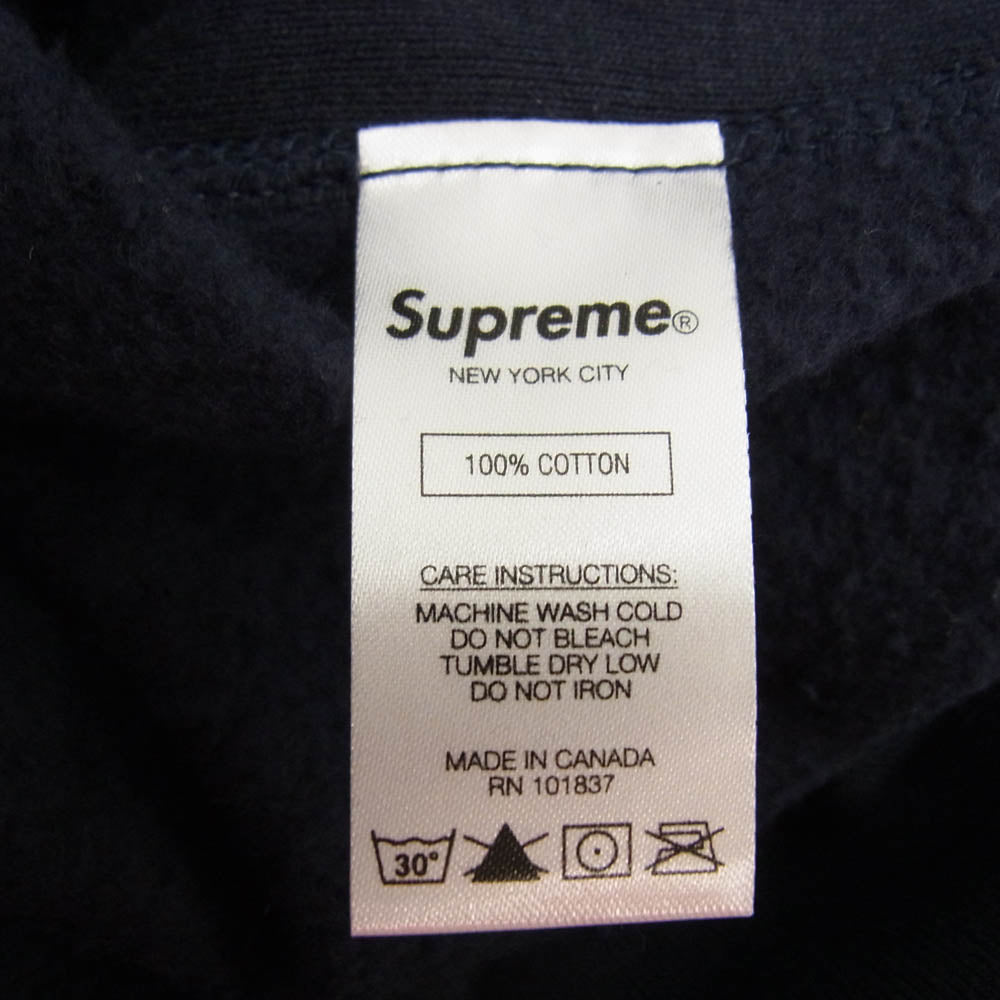 Supreme®
NEW YORK CITY
100% COTTON
CARE INSTRUCTIONS:
MACHINE WASH COLD
DO NOT BLEACH
TUMBLE DRY LOW
DO NOT IRON
MADE IN CANADA
RN 101837
30°